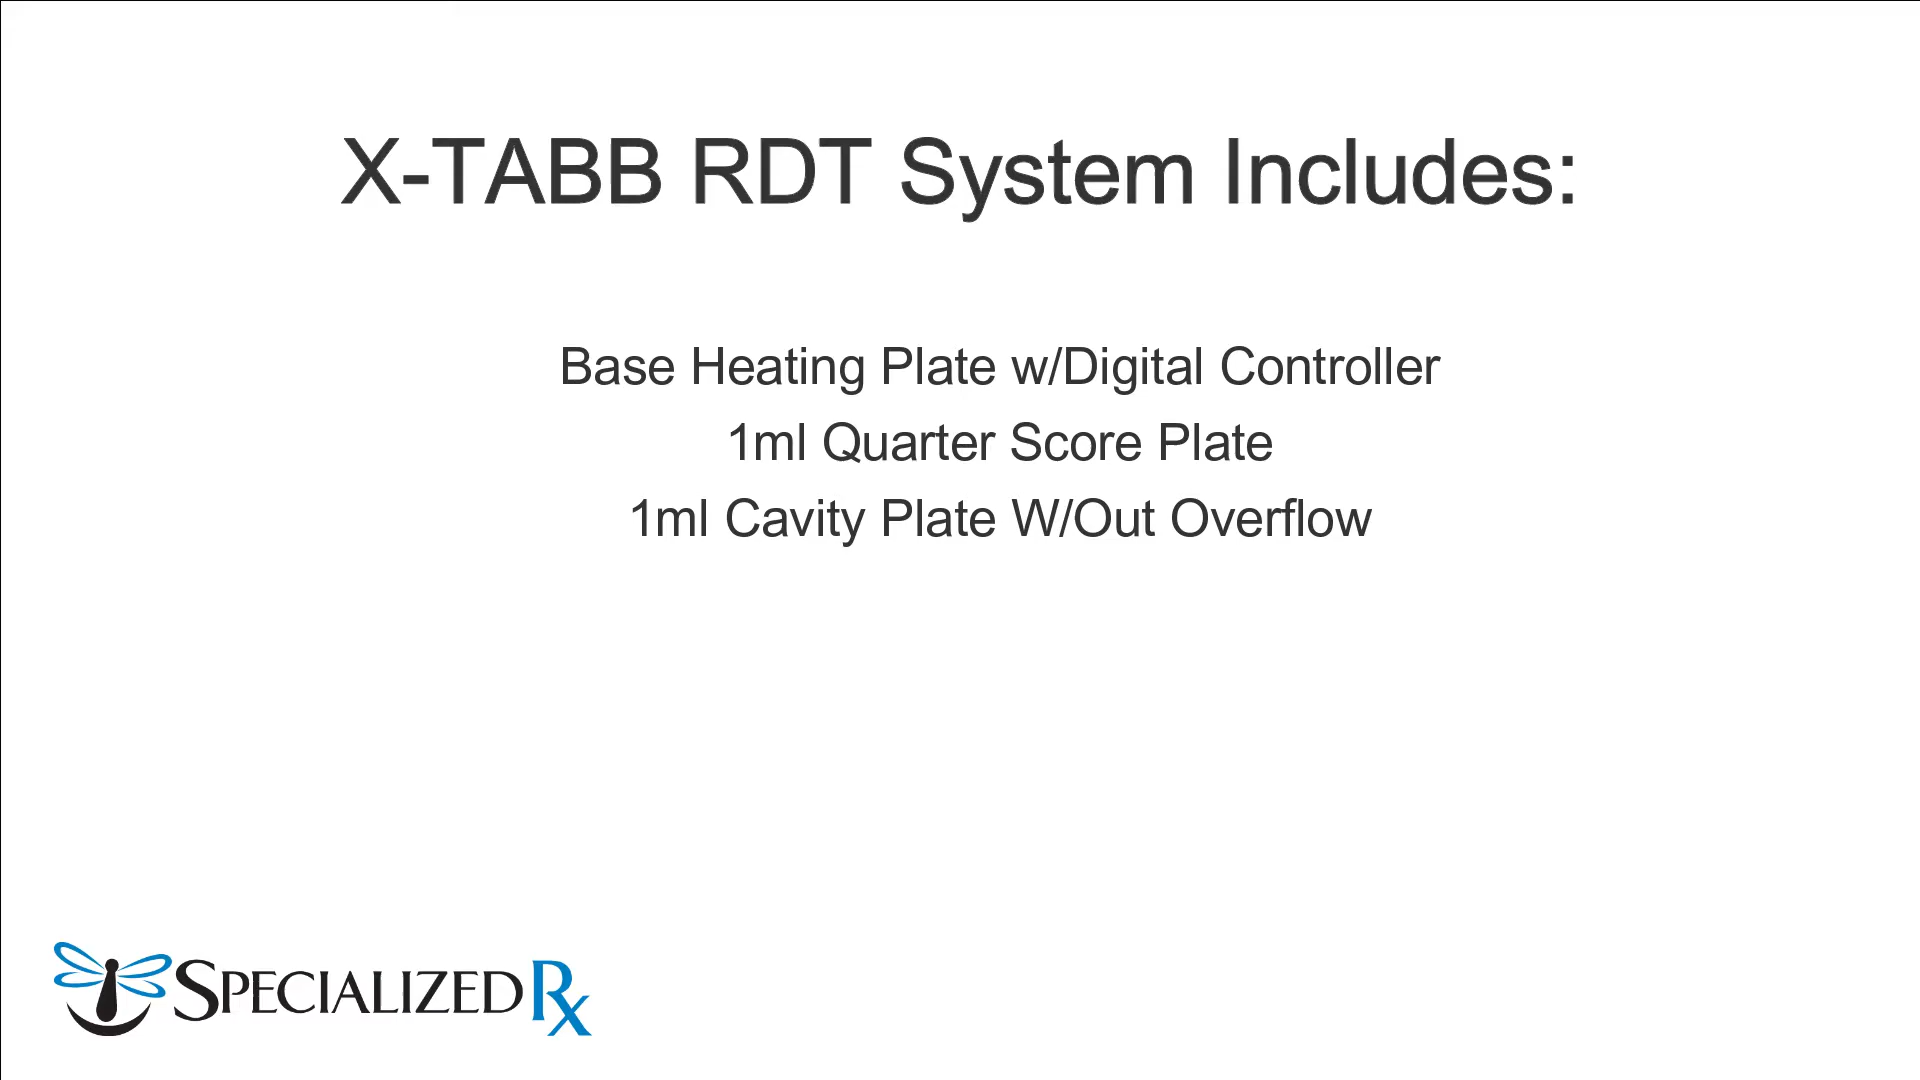 X-TABB RDT System Includes:
Base Heating Plate w/Digital Controller
1ml Quarter Score Plate
1ml Cavity Plate W/Out Overflow
SPECIALIZED Rx